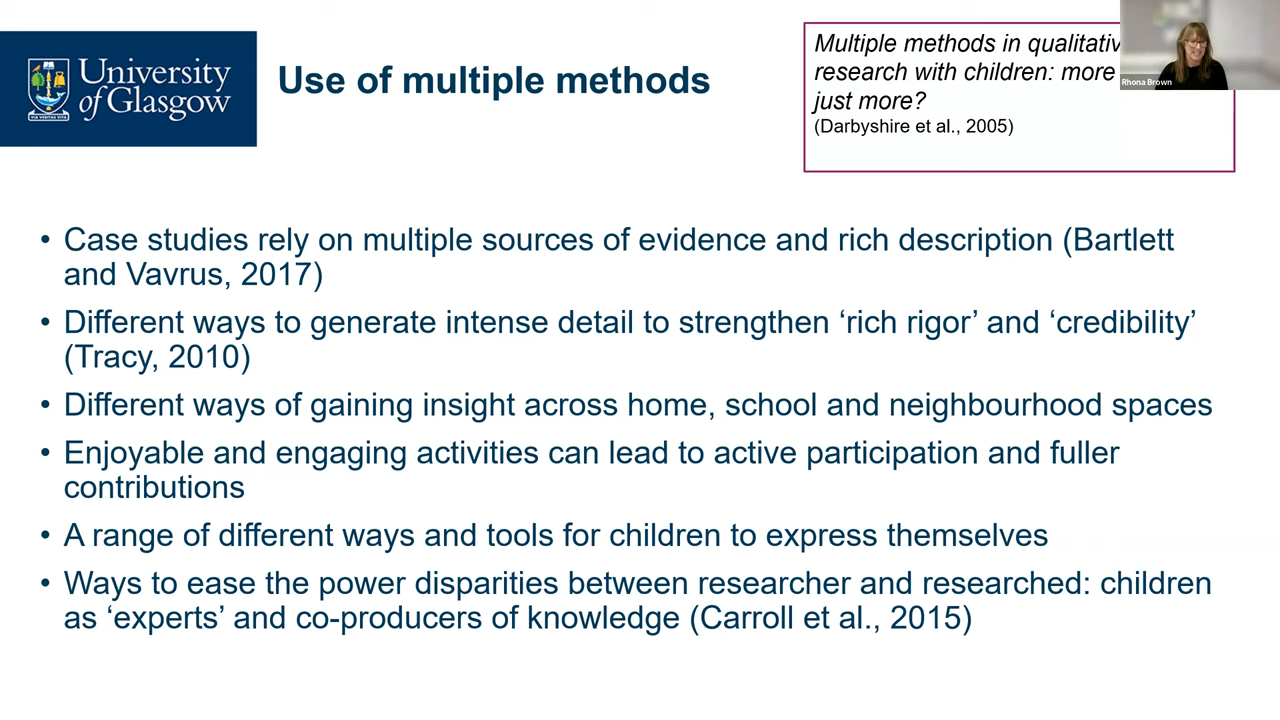 University
of Glasgow
VIA VERITAS VITA
Use of multiple methods
Multiple methods in qualitativ
research with children: more
just more?
(Darbyshire et al., 2005)
Rhona Brown
• Case studies rely on multiple sources of evidence and rich description (Bartlett
and Vavrus, 2017)
• Different ways to generate intense detail to strengthen ‘rich rigor’ and ‘credibility’
(Tracy, 2010)
• Different ways of gaining insight across home, school and neighbourhood spaces
• Enjoyable and engaging activities can lead to active participation and fuller
contributions
• A range of different ways and tools for children to express themselves
• Ways to ease the power disparities between researcher and researched: children
as ‘experts’ and co-producers of knowledge (Carroll et al., 2015)